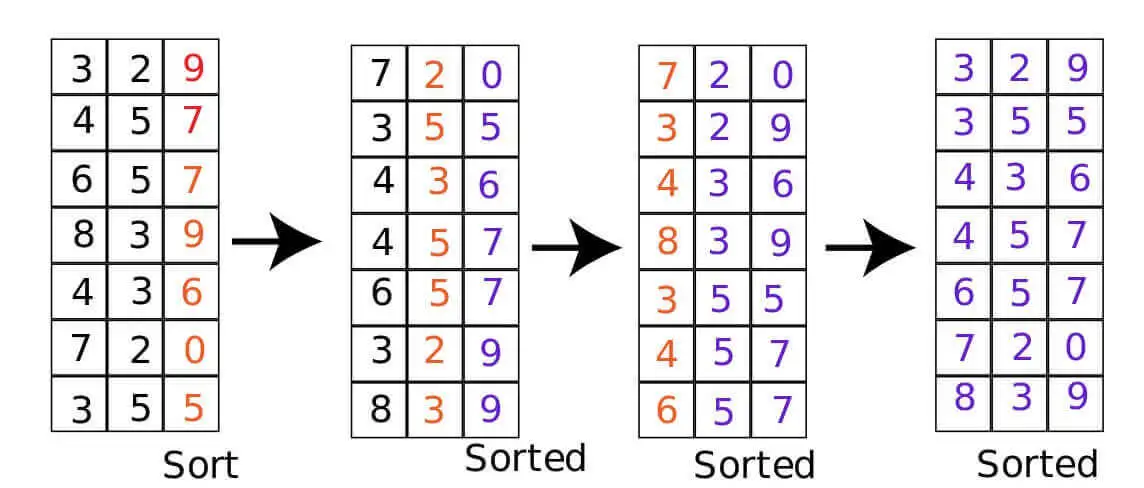 3 2 9 7 2 0 7 2 0 3 2 9
4 5 7 3 5 5 3 2 9 3 5 5
6 5 7 4 3 6 4 3 6 4 3 6
8 3 9 4 5 7 8 3 9 4 5 7
4 3 6 6 5 7 3 5 5 6 5 7
7 2 0 3 2 9 4 5 7 7 2 0
3 5 5 8 3 9 6 5 7 8 3 9
Sort Sorted Sorted Sorted